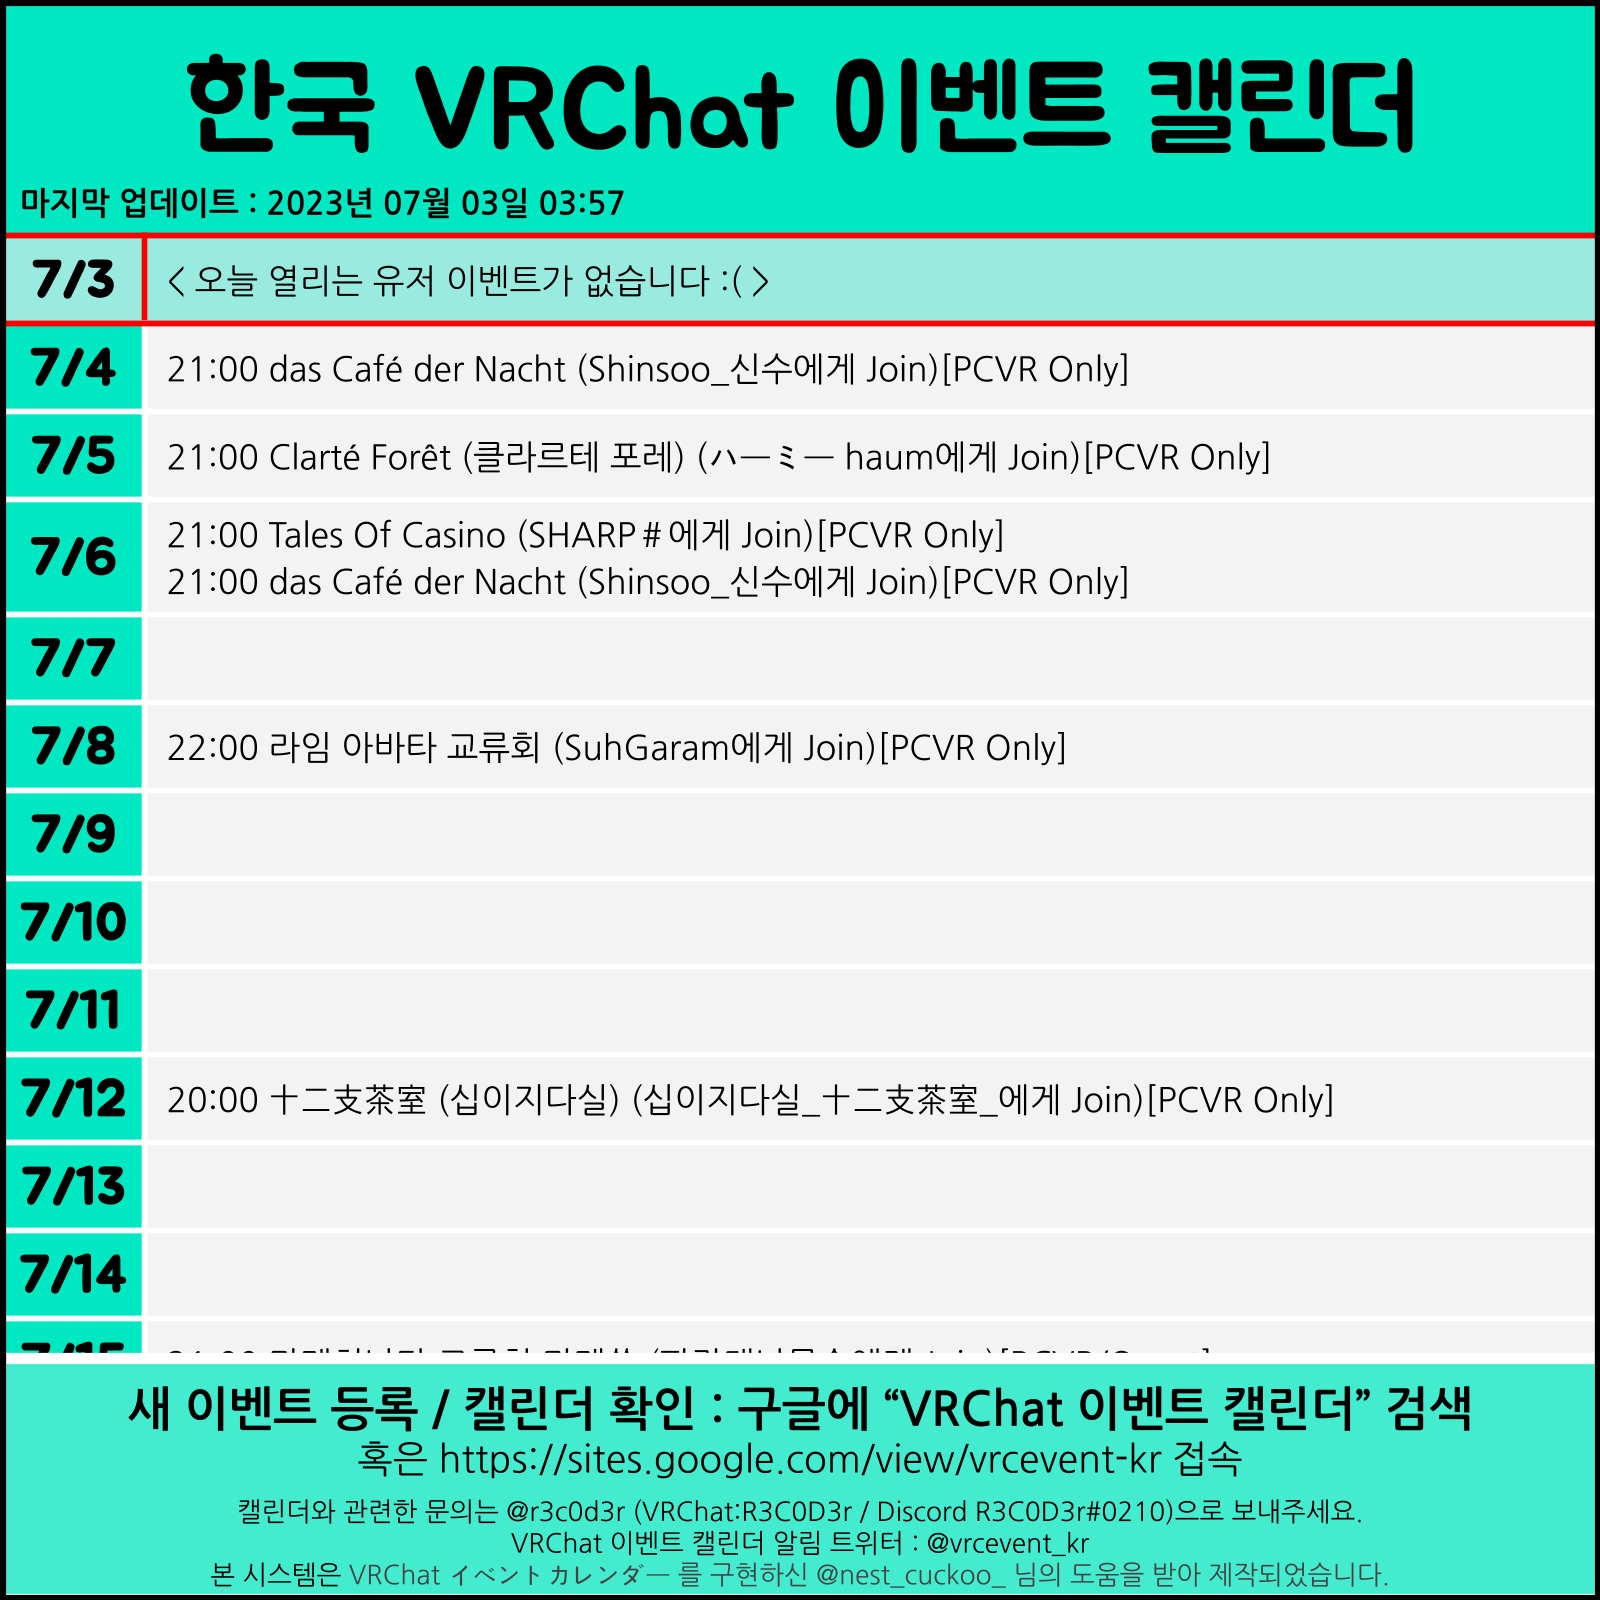 한국 VRChat 이벤트 캘린더
마지막 업데이트 : 2023년 07월 03일 03:57
7/3
< 오늘 열리는 유저 이벤트가 없습니다 :( >
7/4
21:00 das Café der Nacht (Shinsoo_신수에게 Join)[PCVR Only]
7/5
21:00 Clarté Forêt (클라르테 포레) (ハーミー haum에게 Join)[PCVR Only]
7/6
21:00 Tales Of Casino (SHARP＃에게 Join)[PCVR Only]
21:00 das Café der Nacht (Shinsoo_신수에게 Join)[PCVR Only]
7/7
7/8
22:00 라임 아바타 교류회 (SuhGaram에게 Join)[PCVR Only]
7/9
7/10
7/11
7/12
20:00 十二支茶室 (십이지다실) (십이지다실_十二支茶室_에게 Join)[PCVR Only]
7/13
7/14
7/15
새 이벤트 등록 / 캘린더 확인 : 구글에 “VRChat 이벤트 캘린더” 검색
혹은 https://sites.google.com/view/vrcevent-kr 접속
캘린더와 관련한 문의는 @r3c0d3r (VRChat:R3C0D3r / Discord R3C0D3r#0210)으로 보내주세요.
VRChat 이벤트 캘린더 알림 트위터 : @vrcevent_kr
본 시스템은 VRChat イベントカレンダー 를 구현하신 @nest_cuckoo_ 님의 도움을 받아 제작되었습니다.